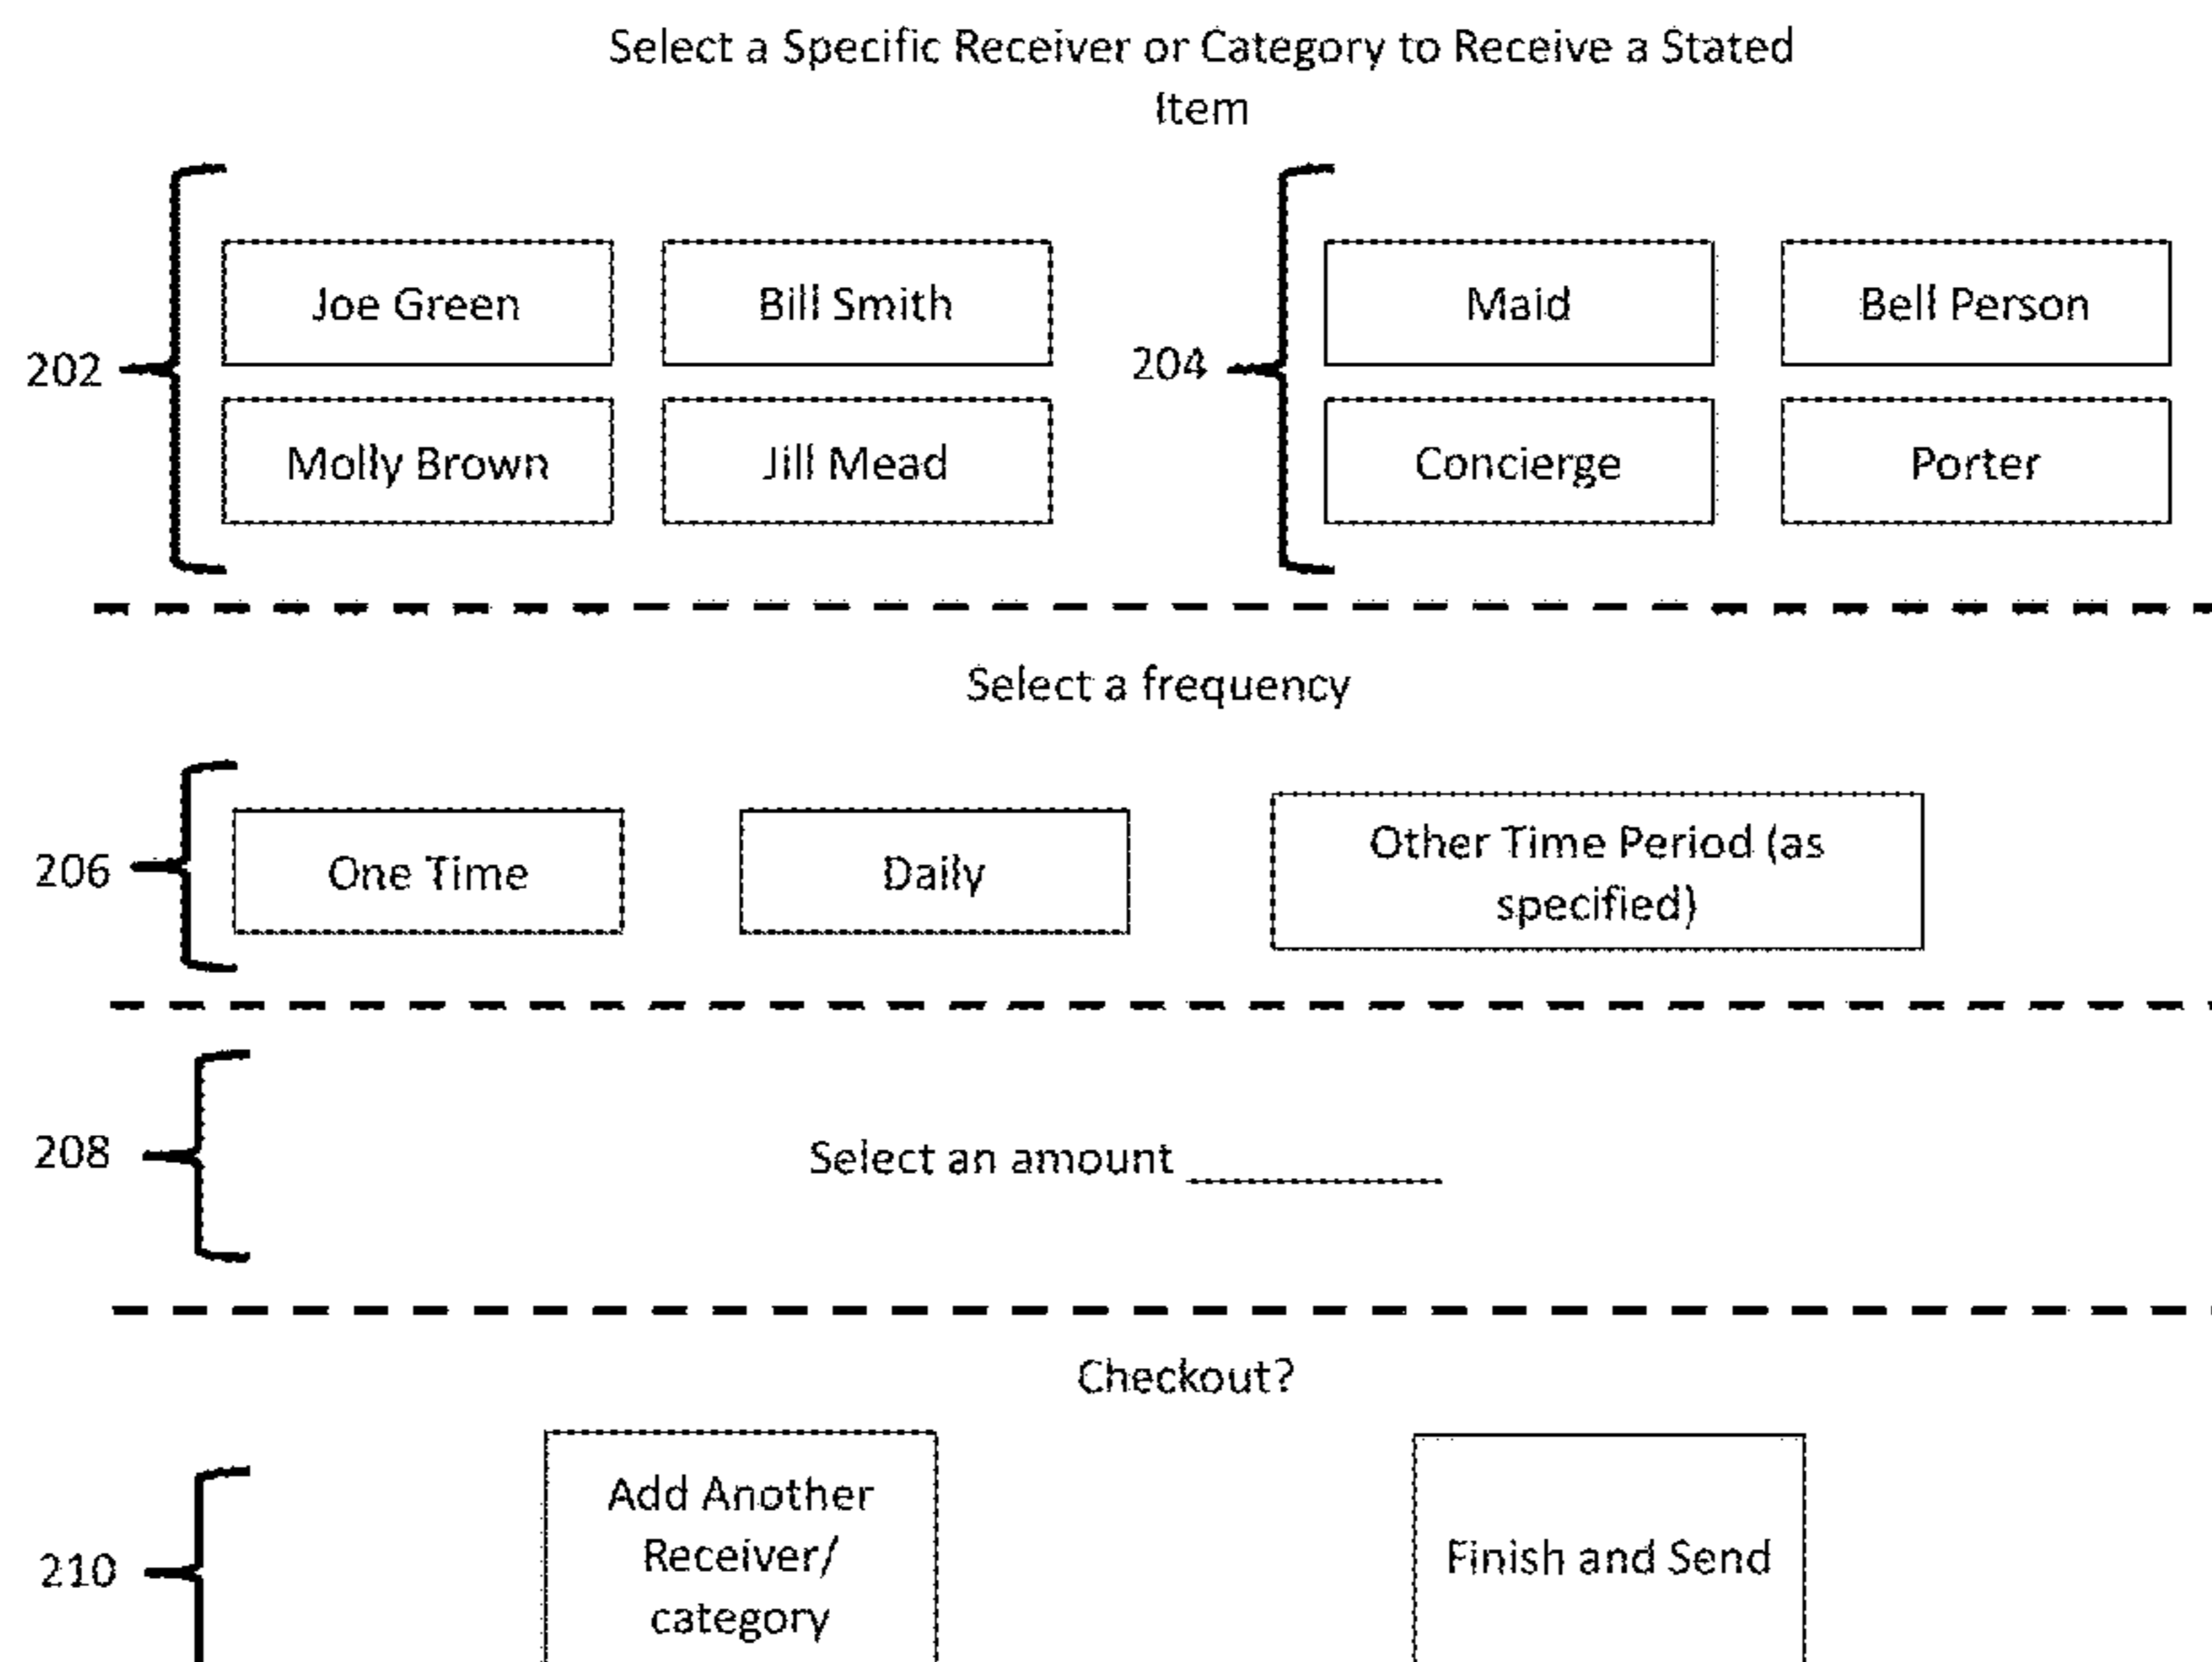 Select a Specific Receiver or Category to Receive a Stated
Item
202
Joe Green
Bill Smith
Molly Brown
Jill Mead
204
Maid
Bell Person
Concierge
Porter
Select a frequency
206
One Time
Daily
Other Time Period (as
specified)
208
Select an amount
Checkout?
210
Add Another
Receiver/
category
Finish and Send